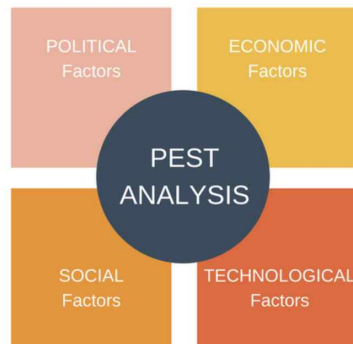 POLITICAL
Factors
ECONOMIC
Factors
PEST
ANALYSIS
SOCIAL
Factors
TECHNOLOGICAL
Factors